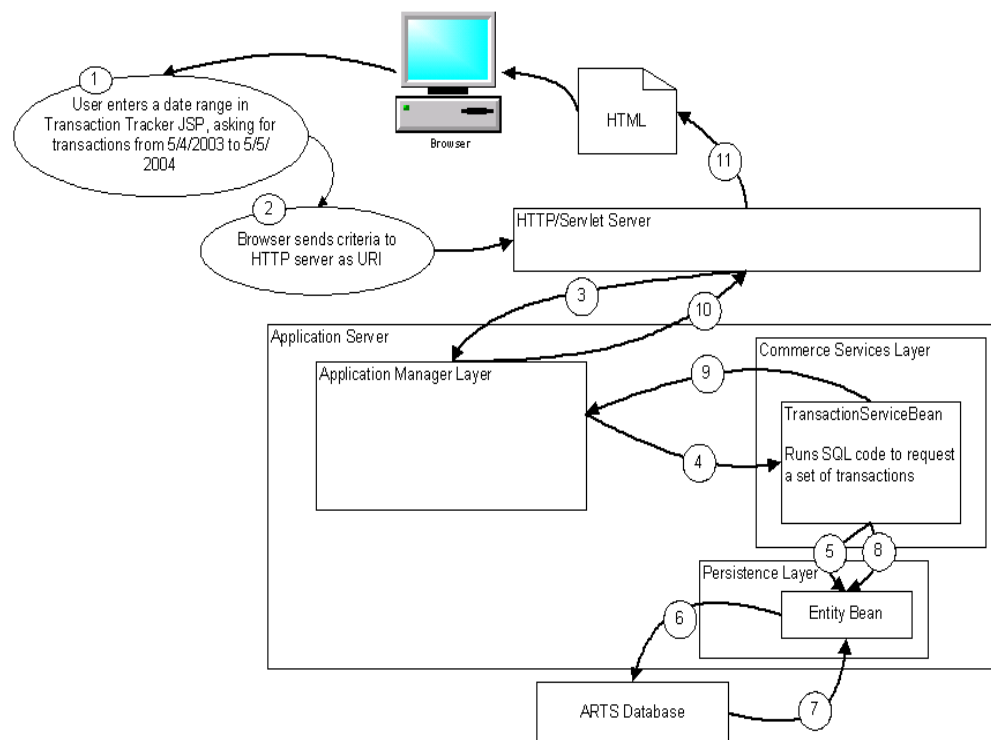 1
User enters a date range in
Transaction Tracker JSP, asking for
transactions from 5/4/2003 to 5/5/
2004
Browser
HTML
11
2
Browser sends criteria to
HTTP server as URI
HTTP/Servlet Server
3
10
Application Server
Application Manager Layer
Commerce Services Layer
9
TransactionServiceBean
Runs SQL code to request
a set of transactions
4
5
8
Persistence Layer
Entity Bean
6
ARTS Database
7